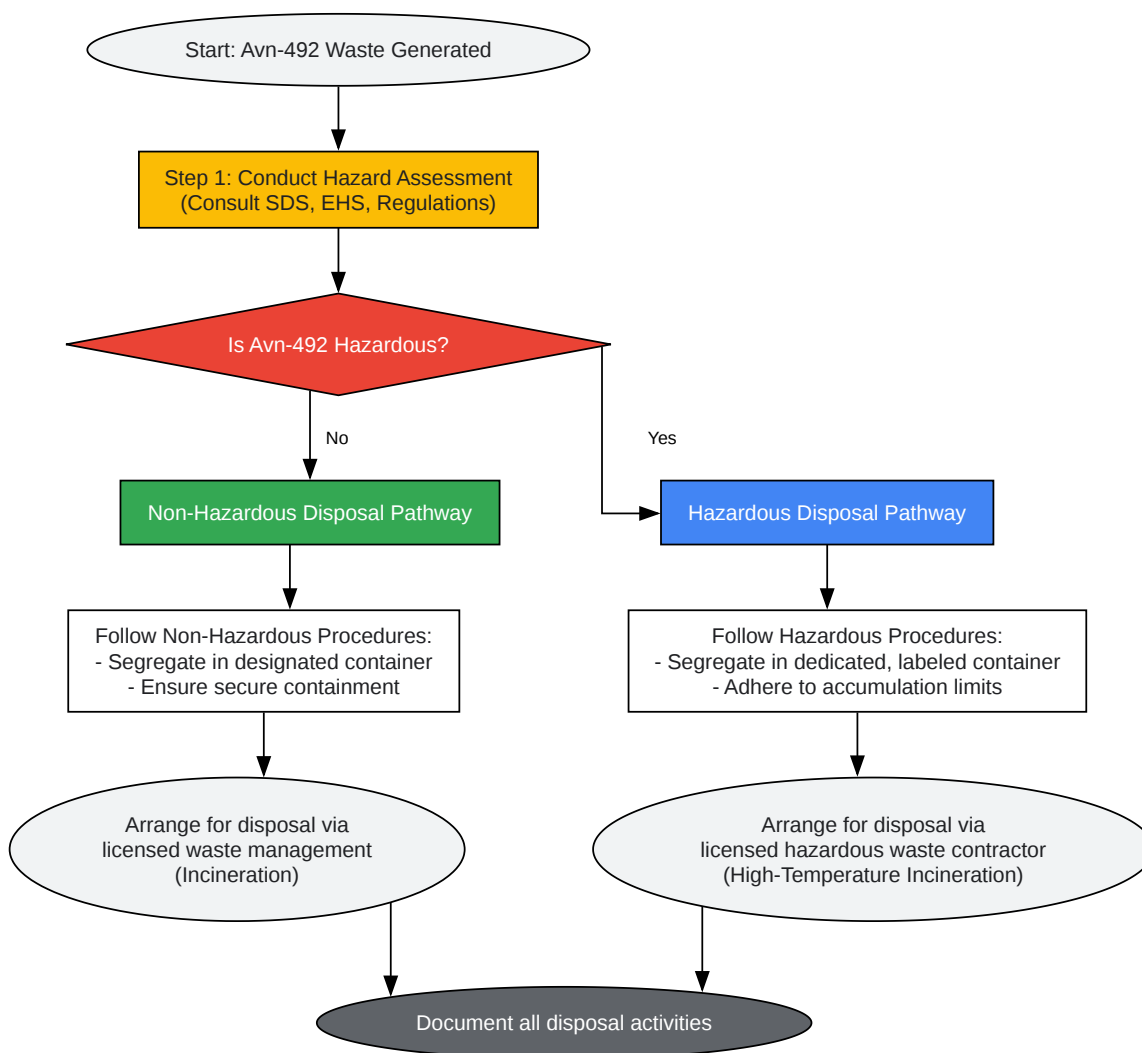 Start: Avn-492 Waste Generated
Step 1: Conduct Hazard Assessment
(Consult SDS, EHS, Regulations)
Is Avn-492 Hazardous?
No
Yes
Non-Hazardous Disposal Pathway
Hazardous Disposal Pathway
Follow Non-Hazardous Procedures:
- Segregate in designated container
- Ensure secure containment
Follow Hazardous Procedures:
- Segregate in dedicated, labeled container
- Adhere to accumulation limits
Arrange for disposal via
licensed waste management
(Incineration)
Arrange for disposal via
licensed hazardous waste contractor
(High-Temperature Incineration)
Document all disposal activities